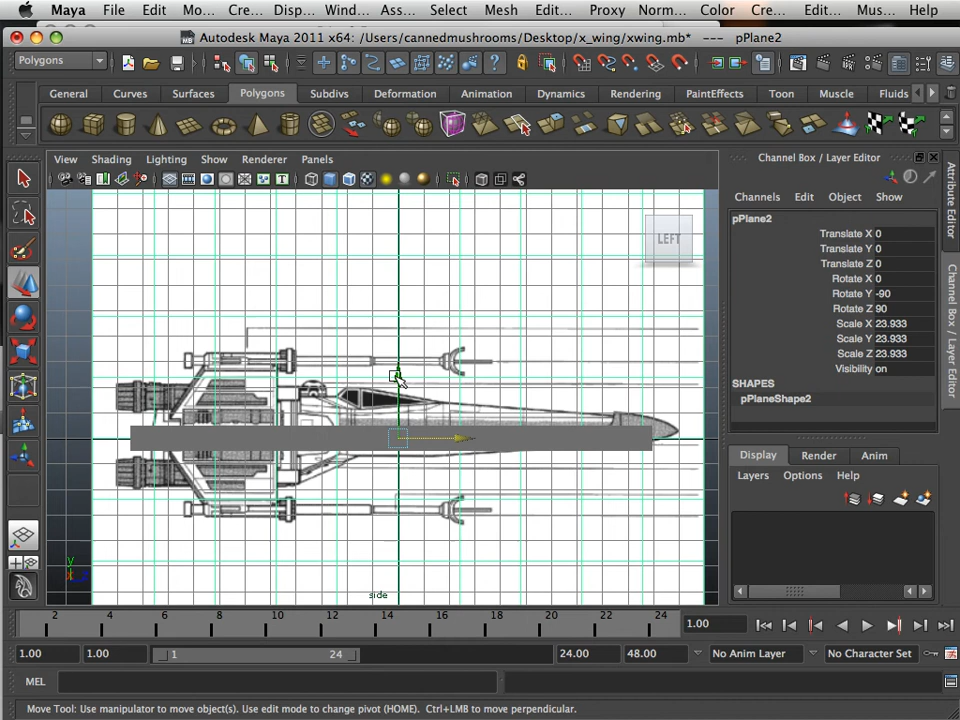 Maya File Edit Mo... Cre... Disp... Wind... Ass... Select Mesh Edit... Proxy Norm... Color Cre... Edit... Mus... Help
Autodesk Maya 2011 x64: /Users/cannedmushrooms/Desktop/x_wing/xwing.mb* --- pPlane2
Polygons
General Curves Surfaces Polygons Subdivs Deformation Animation Dynamics Rendering PaintEffects Toon Muscle Fluids
View Shading Lighting Show Renderer Panels
LEFT
y
side
Channel Box / Layer Editor
Channels Edit Object Show
pPlane2
Translate X 0
Translate Y 0
Translate Z 0
Rotate X 0
Rotate Y -90
Rotate Z 90
Scale X 23.933
Scale Y 23.933
Scale Z 23.933
Visibility on
SHAPES
pPlaneShape2
Display Render Anim
Layers Options Help
Attribute Editor
Channel Box / Layer Editor
2 4 6 8 10 12 14 16 18 20 22 24
1.00
1.00 1.00 1 24 24.00 48.00 No Anim Layer No Character Set
MEL
Move Tool: Use manipulator to move object(s). Use edit mode to change pivot (HOME). Ctrl+LMB to move perpendicular.